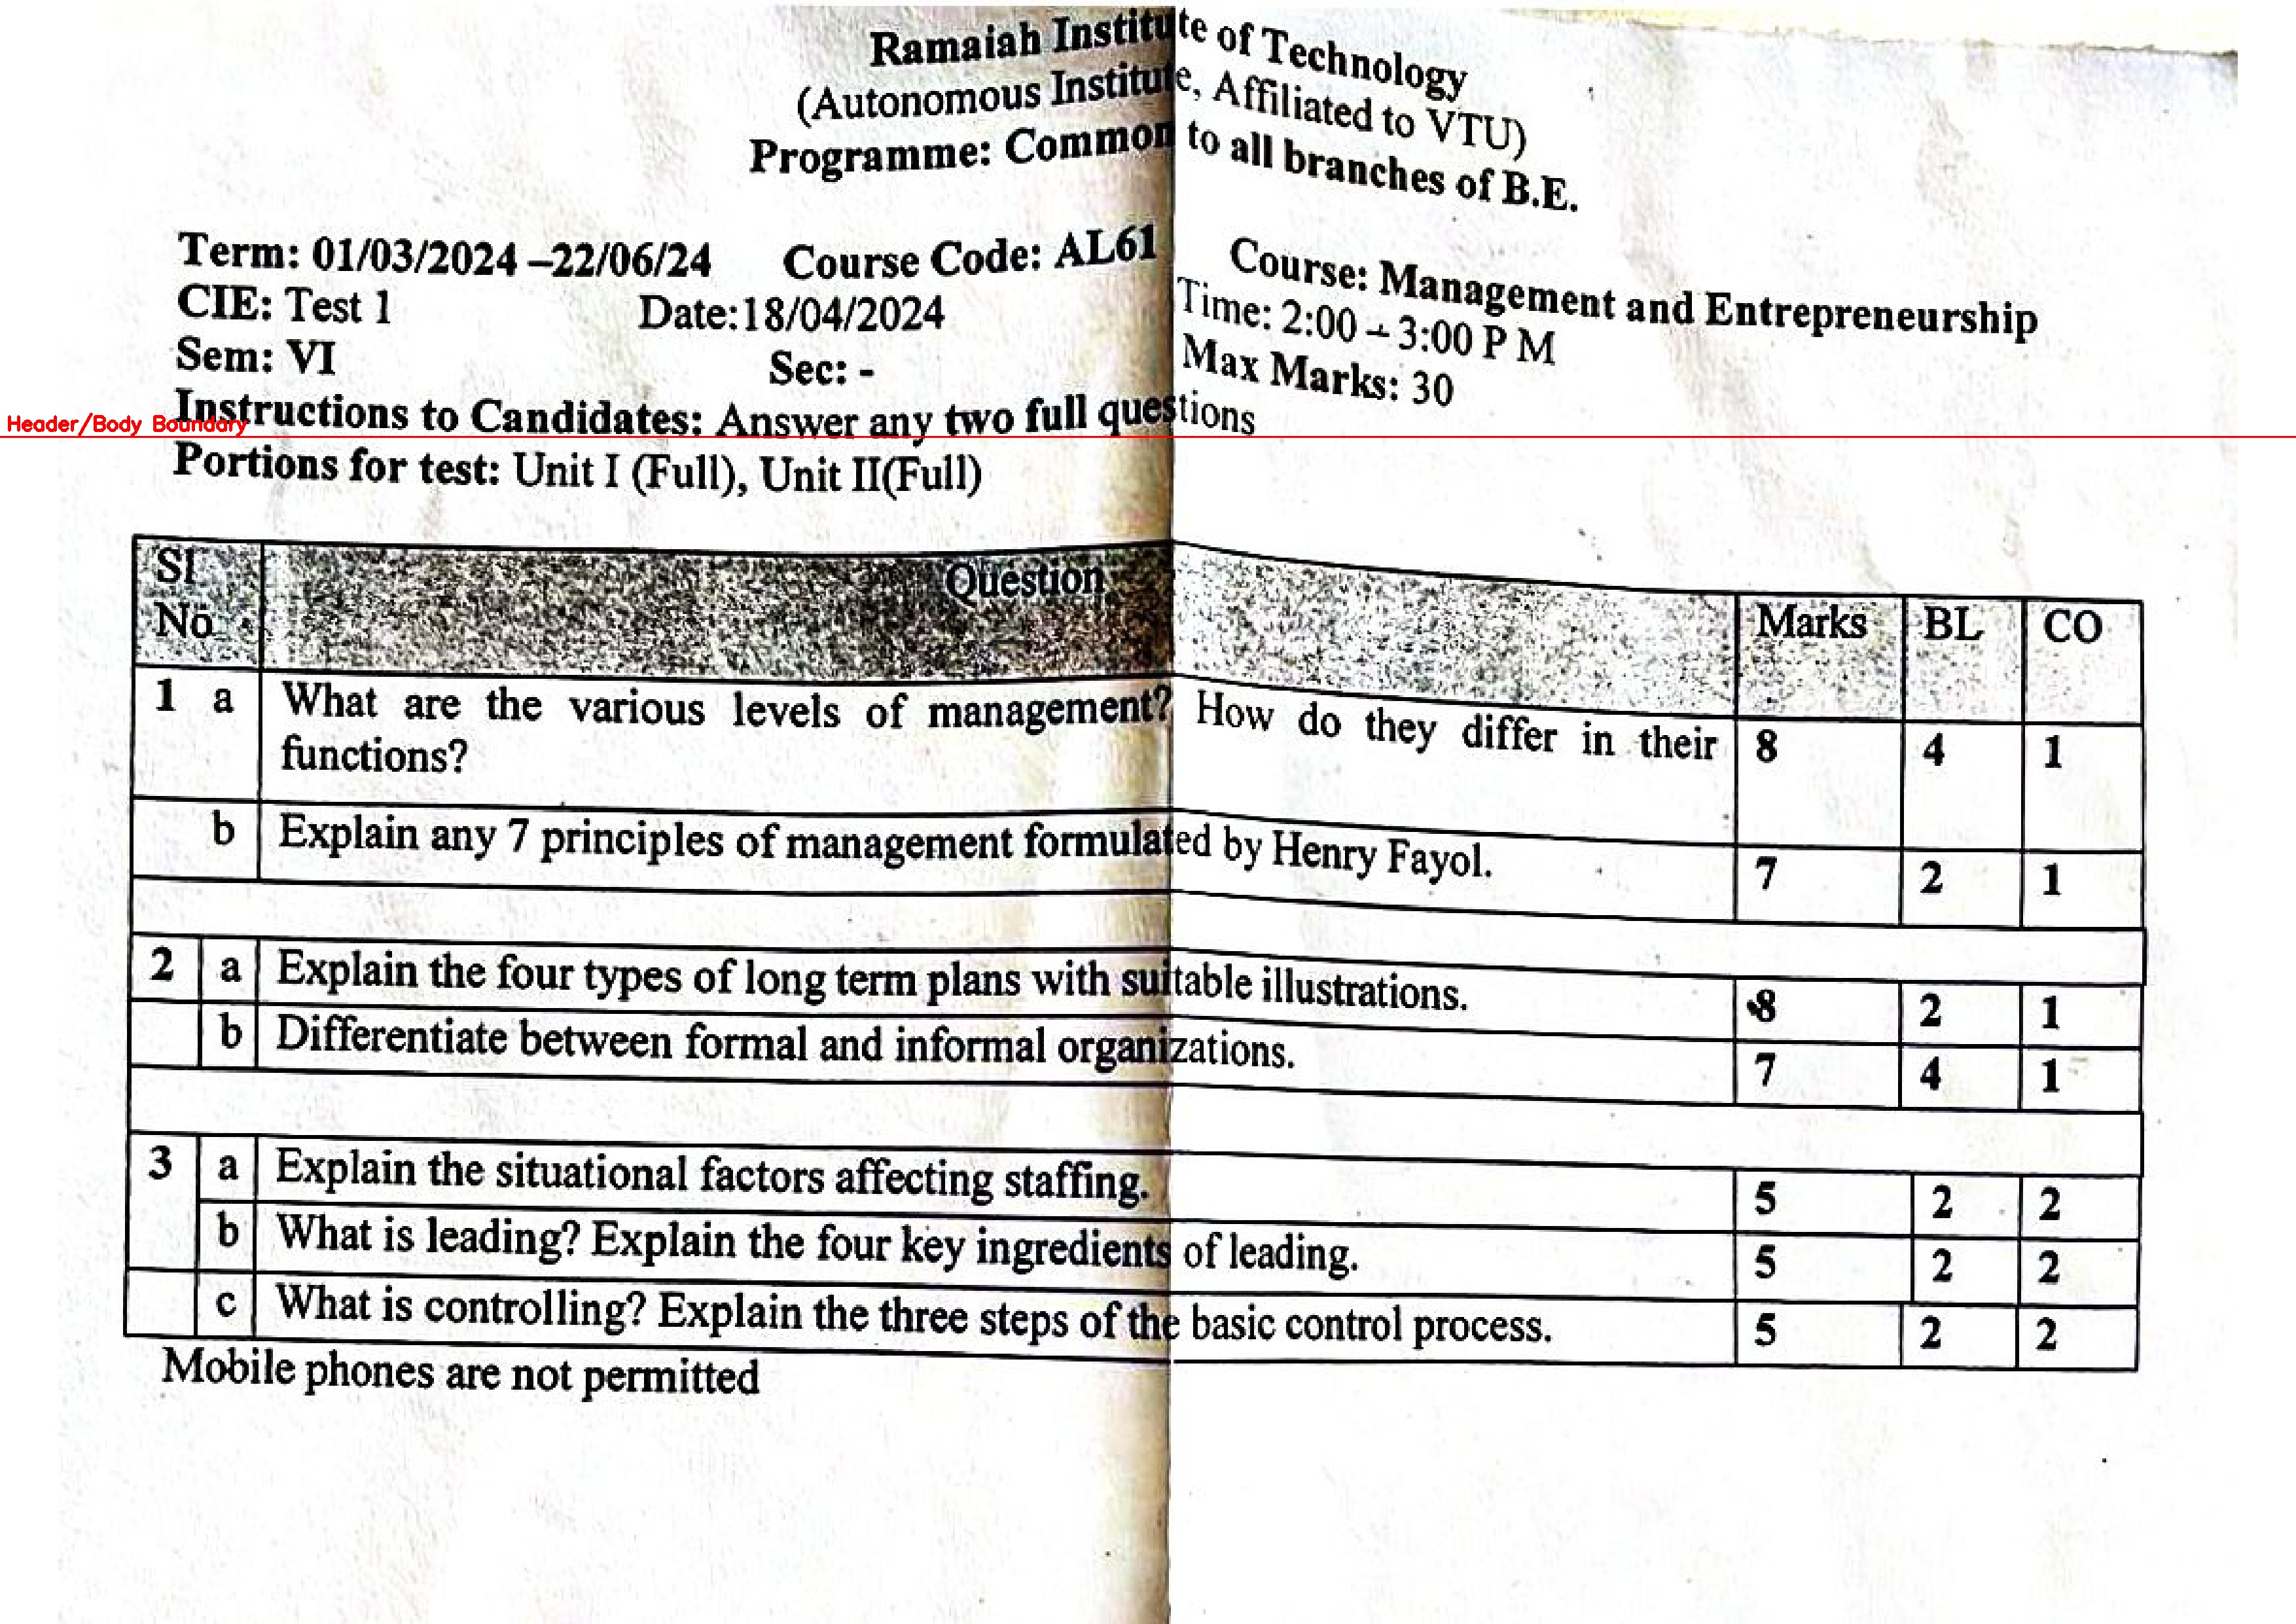 Ramaiah Institute of Technology
(Autonomous Institute, Affiliated to VTU)
Programme: Common to all branches of B.E.
Term: 01/03/2024 –22/06/24 Course Code: AL61 Course: Management and Entrepreneurship
CIE: Test 1 Date:18/04/2024 Time: 2:00 – 3:00 P M
Sem: VI Sec: - Max Marks: 30
Header/Body Boundary
Instructions to Candidates: Answer any two full questions
Portions for test: Unit I (Full), Unit II(Full)
Sl No Question Marks BL CO
1 a What are the various levels of management? How do they differ in their 8 4 1
functions?
b Explain any 7 principles of management formulated by Henry Fayol. 7 2 1
2 a Explain the four types of long term plans with suitable illustrations. 8 2 1
b Differentiate between formal and informal organizations. 7 4 1
3 a Explain the situational factors affecting staffing. 5 2 2
b What is leading? Explain the four key ingredients of leading. 5 2 2
c What is controlling? Explain the three steps of the basic control process. 5 2 2
Mobile phones are not permitted